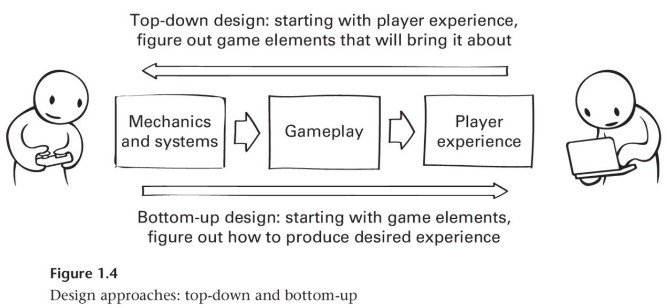 Top-down design: starting with player experience,
figure out game elements that will bring it about
Mechanics
and systems
Gameplay
Player
experience
Bottom-up design: starting with game elements,
figure out how to produce desired experience
Figure 1.4
Design approaches: top-down and bottom-up